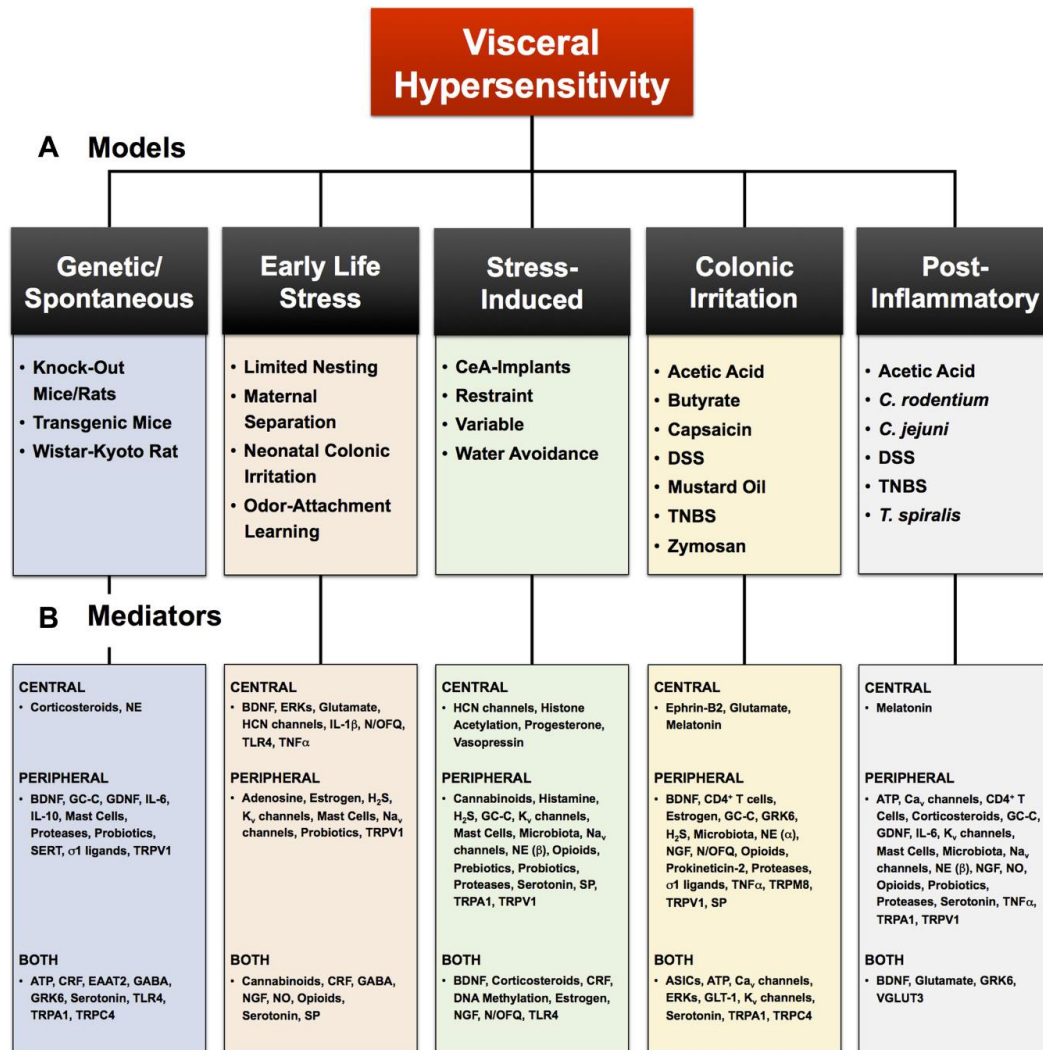 Visceral
Hypersensitivity
A Models
Genetic/
Spontaneous
• Knock-Out
Mice/Rats
• Transgenic Mice
• Wistar-Kyoto Rat
Early Life
Stress
• Limited Nesting
• Maternal
Separation
• Neonatal Colonic
Irritation
• Odor-Attachment
Learning
Stress-
Induced
• CeA-Implants
• Restraint
• Variable
• Water Avoidance
Colonic
Irritation
• Acetic Acid
• Butyrate
• Capsaicin
• DSS
• Mustard Oil
• TNBS
• Zymosan
Post-
Inflammatory
• Acetic Acid
• C. rodentium
• C. jejuni
• DSS
• TNBS
• T. spiralis
B Mediators
CENTRAL
• Corticosteroids, NE
PERIPHERAL
• BDNF, GC-C, GDNF, IL-6,
IL-10, Mast Cells,
Proteases, Probiotics,
SERT, σ1 ligands, TRPV1
BOTH
• ATP, CRF, EAAT2, GABA,
GRK6, Serotonin, TLR4,
TRPA1, TRPC4
CENTRAL
• BDNF, ERKs, Glutamate,
HCN channels, IL-1β, N/OFQ,
TLR4, TNFα
PERIPHERAL
• Adenosine, Estrogen, H₂S,
Kᵥ channels, Mast Cells, Naᵥ
channels, Probiotics, TRPV1
BOTH
• Cannabinoids, CRF, GABA,
NGF, NO, Opioids,
Serotonin, SP
CENTRAL
• HCN channels, Histone
Acetylation, Progesterone,
Vasopressin
PERIPHERAL
• Cannabinoids, Histamine,
H₂S, GC-C, Kᵥ channels,
Mast Cells, Microbiota, Naᵥ
channels, NE (β), Opioids,
Prebiotics, Probiotics,
Proteases, Serotonin, SP,
TRPA1, TRPV1
BOTH
• BDNF, Corticosteroids, CRF,
DNA Methylation, Estrogen,
NGF, N/OFQ, TLR4
CENTRAL
• Ephrin-B2, Glutamate,
Melatonin
PERIPHERAL
• BDNF, CD4⁺ T cells,
Estrogen, GC-C, GRK6,
H₂S, Microbiota, NE (α),
NGF, N/OFQ, Opioids,
Prokineticin-2, Proteases,
σ1 ligands, TNFα, TRPM8,
TRPV1, SP
BOTH
• ASICs, ATP, Caᵥ channels,
ERKs, GLT-1, Kᵥ channels,
Serotonin, TRPA1, TRPC4
CENTRAL
• Melatonin
PERIPHERAL
• ATP, Caᵥ channels, CD4⁺ T
Cells, Corticosteroids, GC-C,
GDNF, IL-6, Kᵥ channels,
Mast Cells, Microbiota, Naᵥ
channels, NE (β), NGF, NO,
Opioids, Probiotics,
Proteases, Serotonin, TNFα,
TRPA1, TRPV1
BOTH
• BDNF, Glutamate, GRK6,
VGLUT3